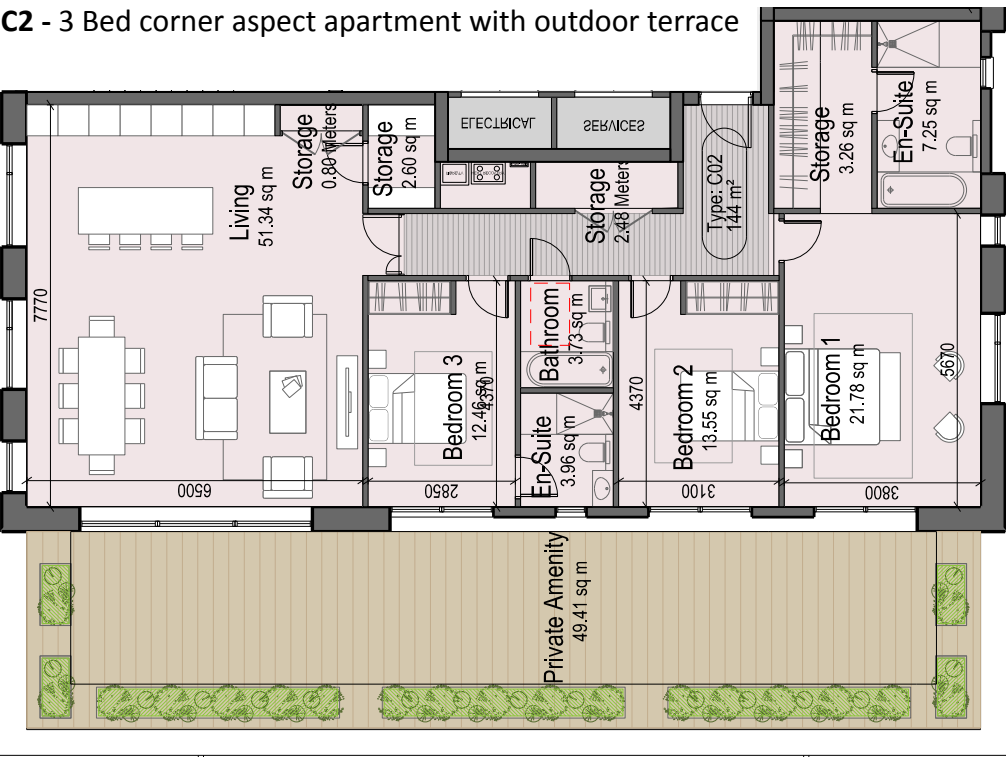 C2 - 3 Bed corner aspect apartment with outdoor terrace
ELECTRICAL
SERVICES
Storage
0.80 Meters
Storage
2.60 sq m
Storage
2.48 Meters
Type: C02
144 m²
Storage
3.26 sq m
En-Suite
7.25 sq m
Living
51.34 sq m
7770
Bedroom 3
12.46 sq m
4370
Bathroom
3.73 sq m
En-Suite
3.96 sq m
4370
Bedroom 2
13.55 sq m
Bedroom 1
21.78 sq m
5670
6500
2850
3100
3800
Private Amenity
49.41 sq m